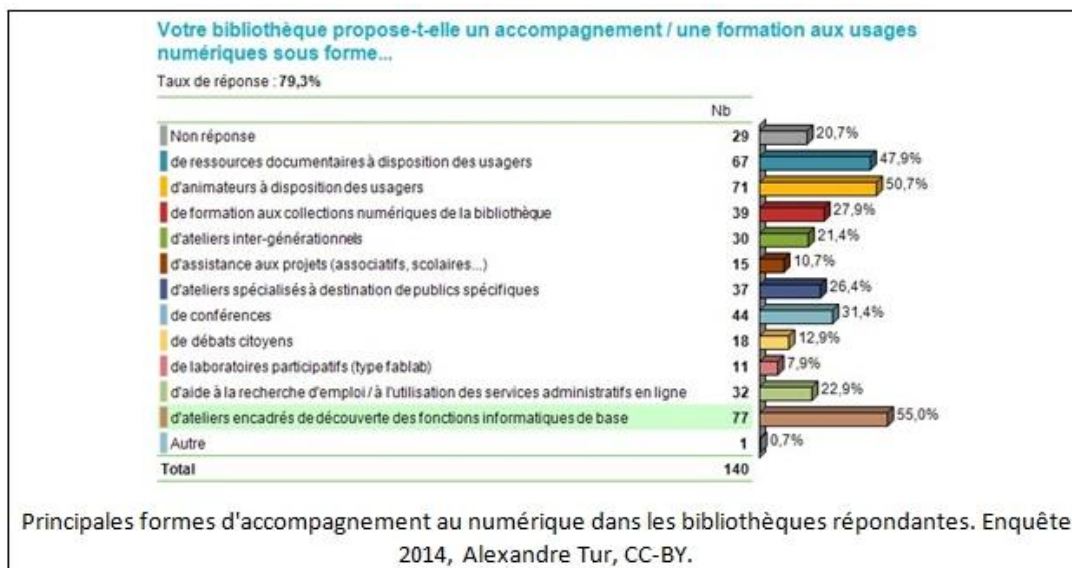 Votre bibliothèque propose-t-elle un accompagnement / une formation aux usages
numériques sous forme...
Taux de réponse : 79,3%
Nb
Non réponse 29 20,7%
de ressources documentaires à disposition des usagers 67 47,9%
d'animateurs à disposition des usagers 71 50,7%
de formation aux collections numériques de la bibliothèque 39 27,9%
d'ateliers inter-générationnels 30 21,4%
d'assistance aux projets (associatifs, scolaires...) 15 10,7%
d'ateliers spécialisés à destination de publics spécifiques 37 26,4%
de conférences 44 31,4%
de débats citoyens 18 12,9%
de laboratoires participatifs (type fablab) 11 7,9%
d'aide à la recherche d'emploi / à l'utilisation des services administratifs en ligne 32 22,9%
d'ateliers encadrés de découverte des fonctions informatiques de base 77 55,0%
Autre 1 0,7%
Total 140
Principales formes d'accompagnement au numérique dans les bibliothèques répondantes. Enquête
2014, Alexandre Tur, CC-BY.